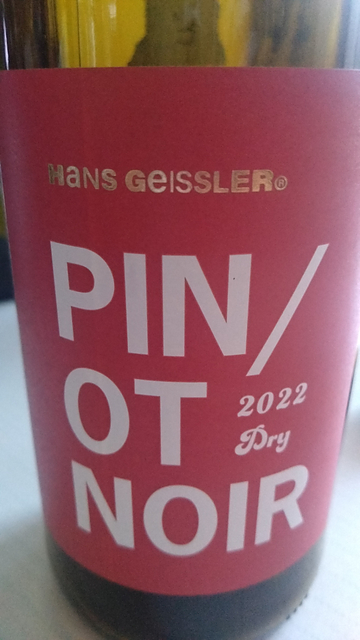 HaNS GeISSLER®
PIN/
OT
2022
Dry
NOIR